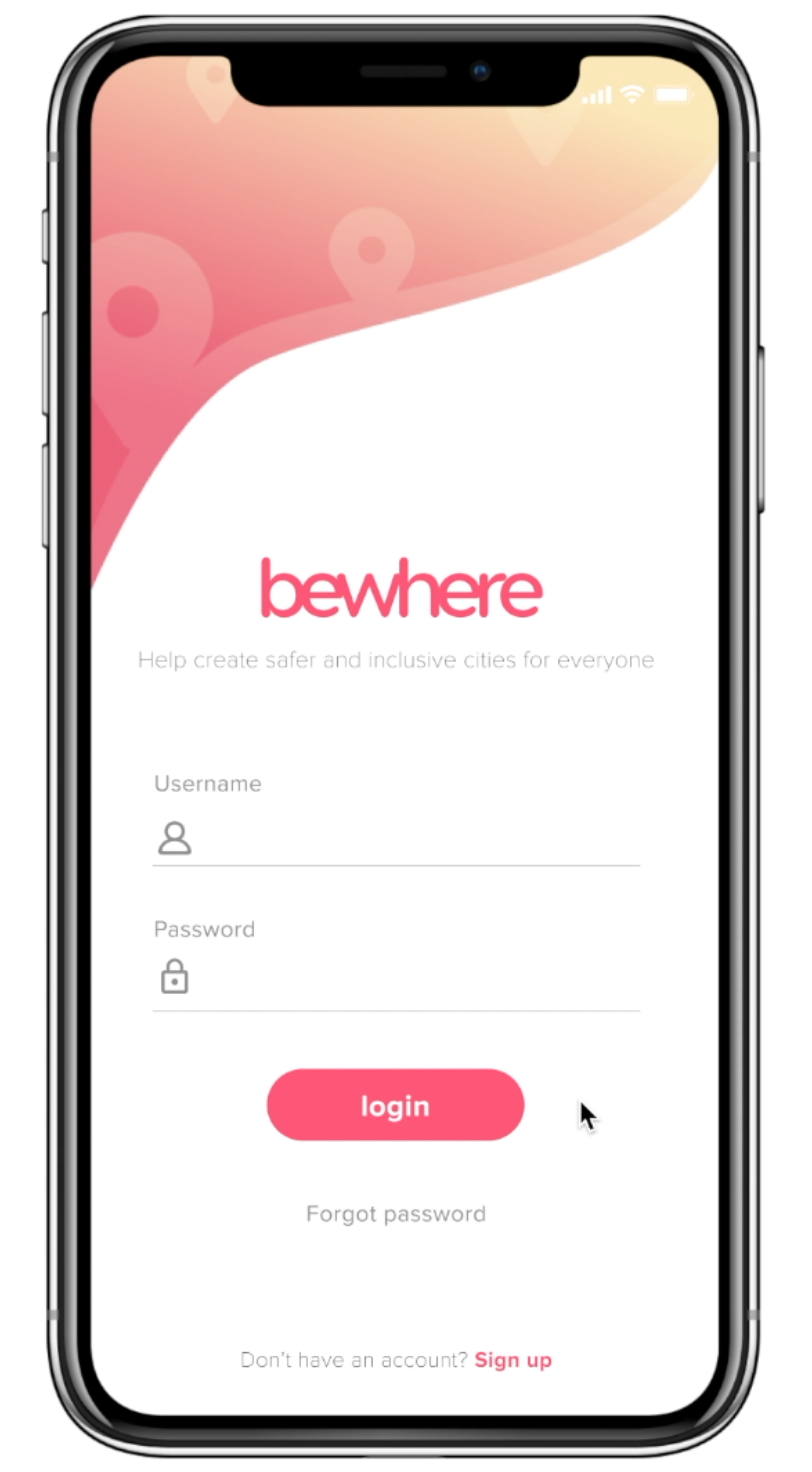 bewhere
Help create safer and inclusive cities for everyone
Username
Password
login
Forgot password
Don't have an account? Sign up